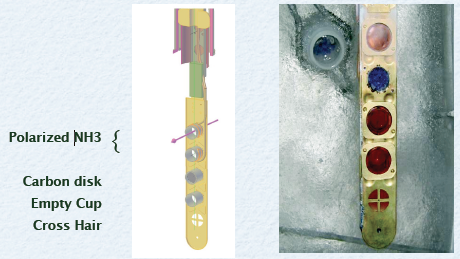 Polarized NH3 {
Carbon disk
Empty Cup
Cross Hair